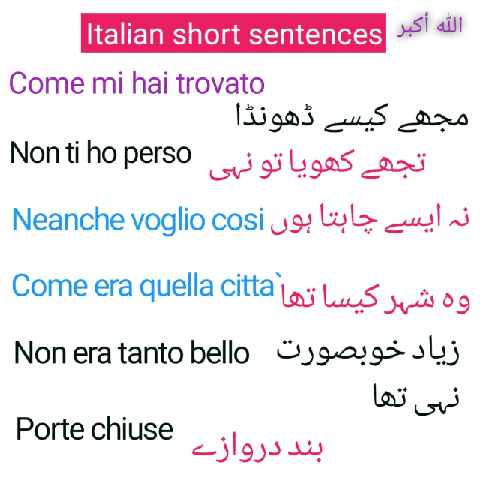 Italian short sentences
الله أكبر
Come mi hai trovato
مجھے کیسے ڈھونڈا
Non ti ho perso
تجھے کھویا تو نہی
Neanche voglio cosi
نہ ایسے چاہتا ہوں
Come era quella citta`
وہ شہر کیسا تھا
Non era tanto bello
زیاد خوبصورت
نہی تھا
Porte chiuse
بند دروازے